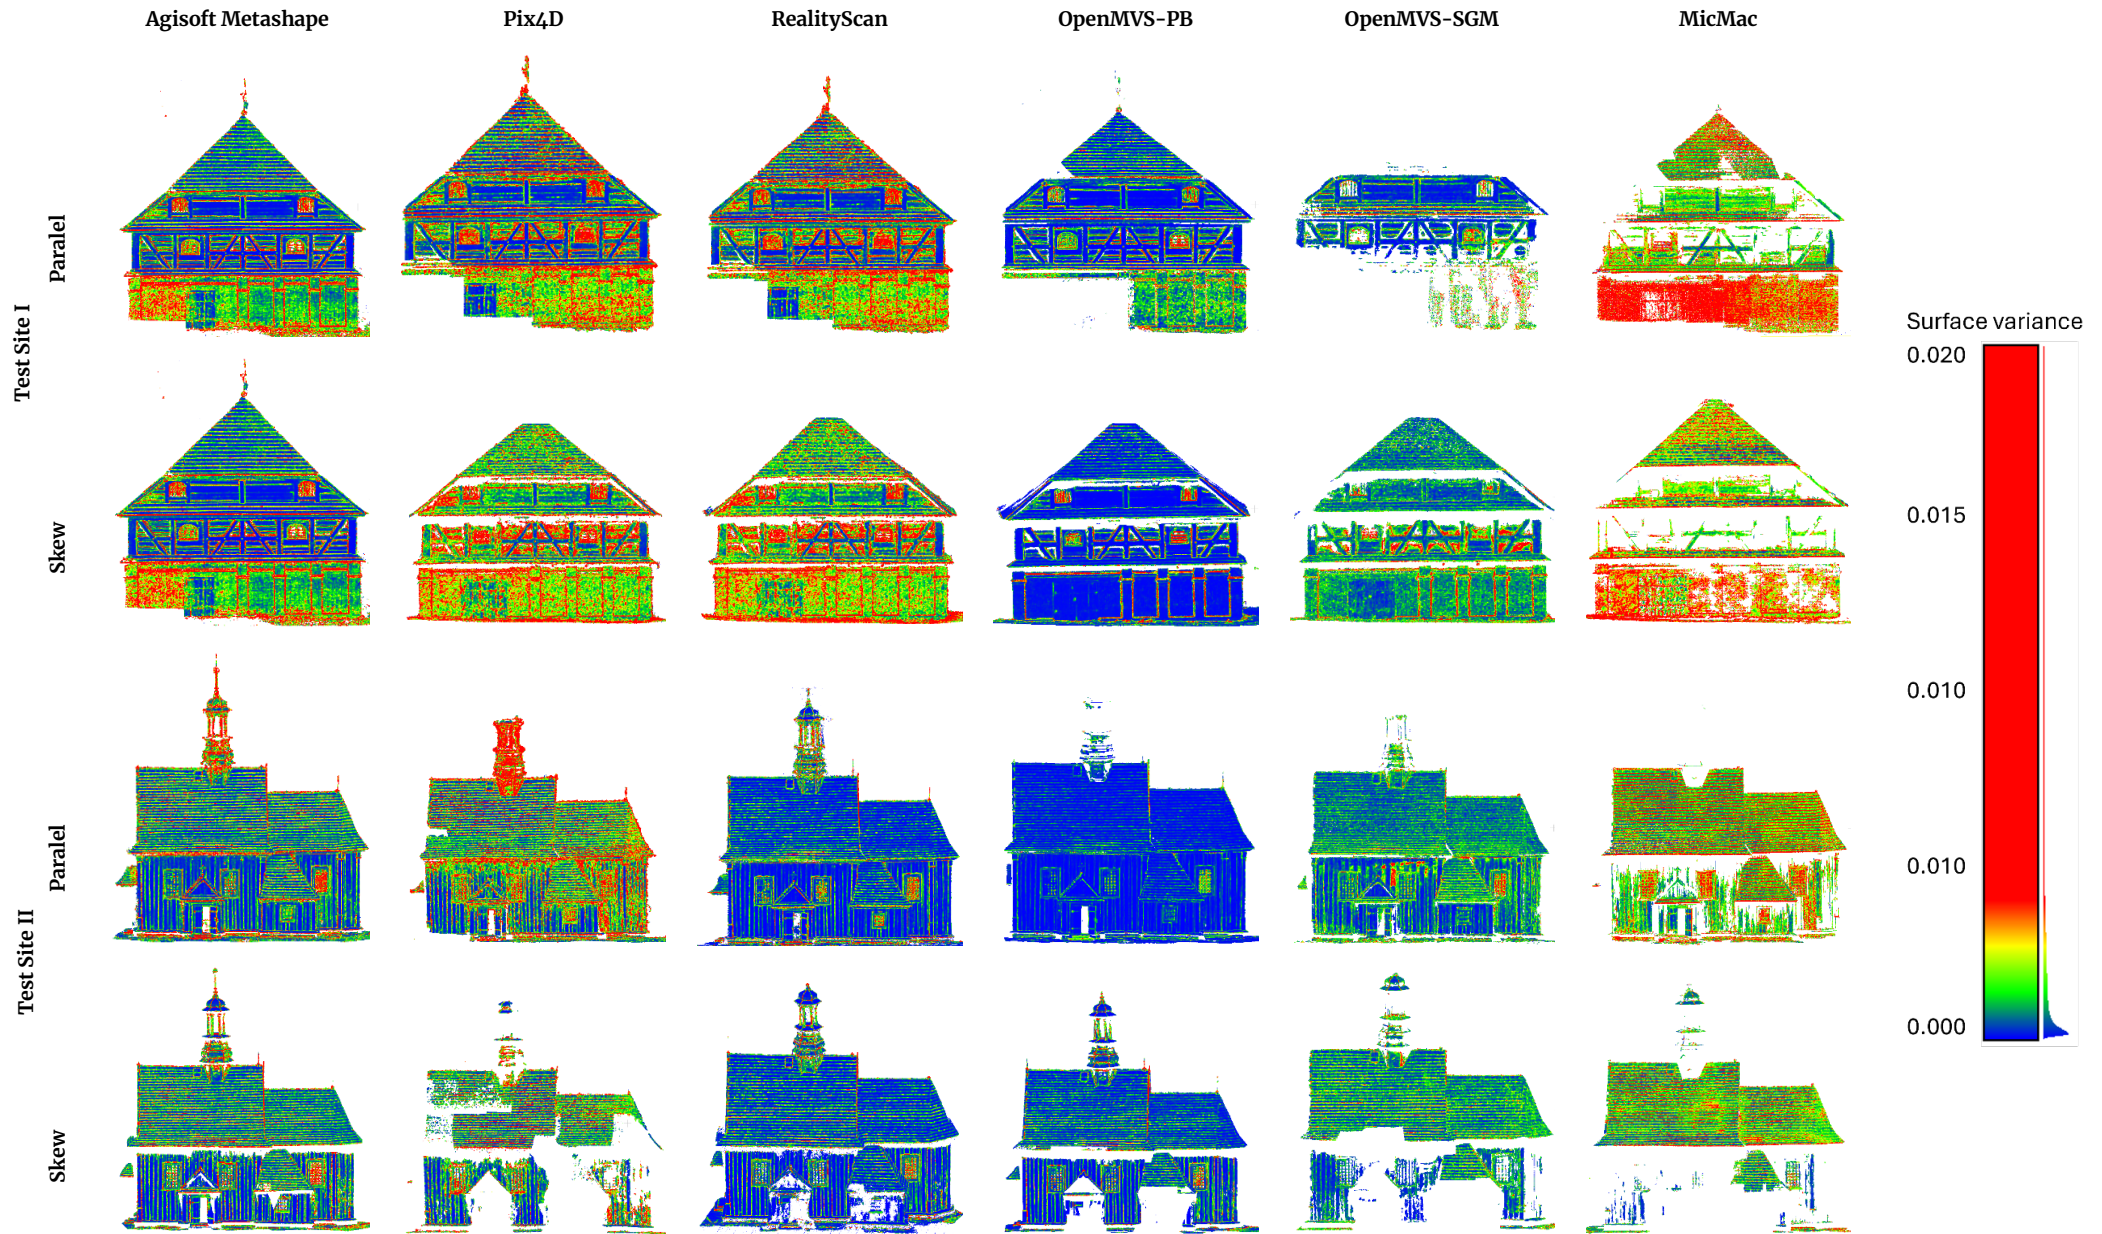 Agisoft Metashape Pix4D RealityScan OpenMVS-PB OpenMVS-SGM MicMac
Test Site I
Paralel
Skew
Test Site II
Paralel
Skew
Surface variance
0.020
0.015
0.010
0.010
0.000